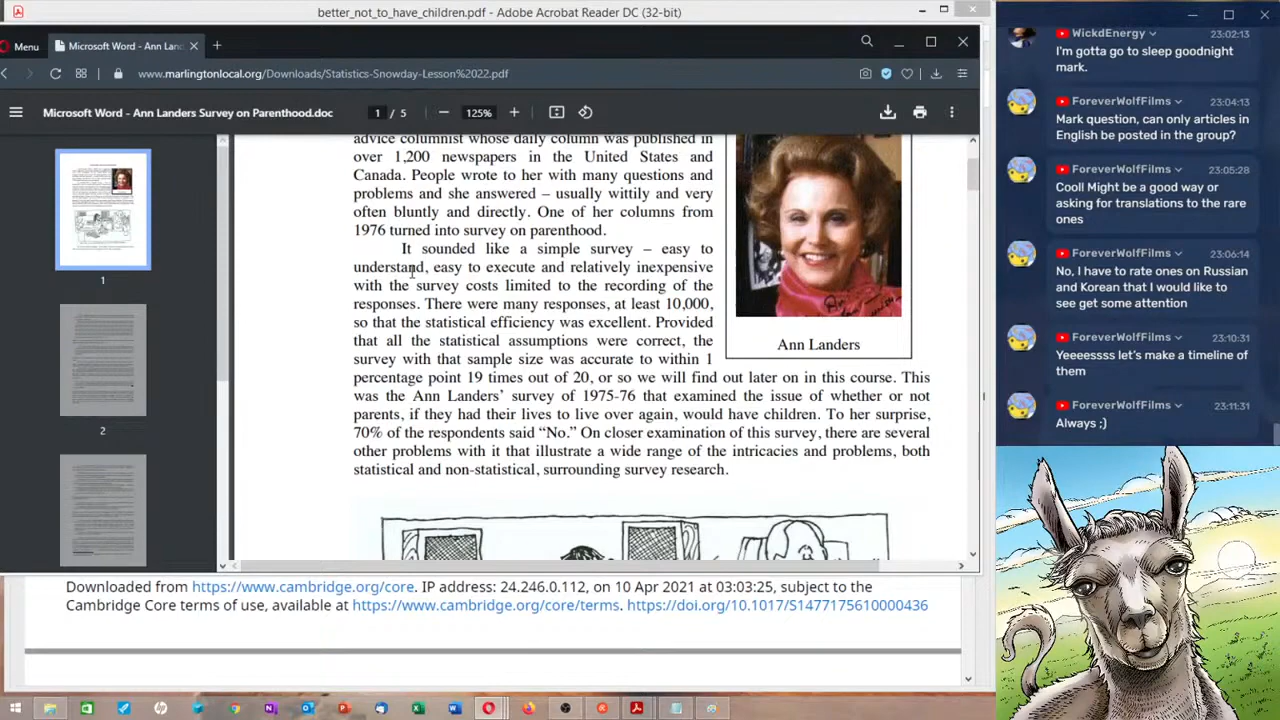 better_not_to_have_children.pdf - Adobe Acrobat Reader DC (32-bit)
Menu
Microsoft Word - Ann Lanc
www.marlingtonlocal.org/Downloads/Statistics-Snowday-Lesson%2022.pdf
Microsoft Word - Ann Landers Survey on Parenthood.doc
1 / 5
125%
advice columnist whose daily column was published in
over 1,200 newspapers in the United States and
Canada. People wrote to her with many questions and
problems and she answered – usually wittily and very
often bluntly and directly. One of her columns from
1976 turned into survey on parenthood.
It sounded like a simple survey – easy to
understand, easy to execute and relatively inexpensive
with the survey costs limited to the recording of the
responses. There were many responses, at least 10,000,
so that the statistical efficiency was excellent. Provided
that all the statistical assumptions were correct, the
survey with that sample size was accurate to within 1
percentage point 19 times out of 20, or so we will find out later on in this course. This
was the Ann Landers’ survey of 1975-76 that examined the issue of whether or not
parents, if they had their lives to live over again, would have children. To her surprise,
70% of the respondents said “No.” On closer examination of this survey, there are several
other problems with it that illustrate a wide range of the intricacies and problems, both
statistical and non-statistical, surrounding survey research.
Ann Landers
1
2
Downloaded from https://www.cambridge.org/core. IP address: 24.246.0.112, on 10 Apr 2021 at 03:03:25, subject to the
Cambridge Core terms of use, available at https://www.cambridge.org/core/terms. https://doi.org/10.1017/S1477175610000436
WickdEnergy 23:02:13
I'm gotta go to sleep goodnight
mark.
ForeverWolfFilms 23:04:13
Mark question, can only articles in
English be posted in the group?
ForeverWolfFilms 23:05:28
Cooll Might be a good way or
asking for translations to the rare
ones
ForeverWolfFilms 23:06:14
No, I have to rate ones on Russian
and Korean that I would like to
see get some attention
ForeverWolfFilms 23:10:31
Yeeeessss let’s make a timeline of
them
ForeverWolfFilms 23:11:31
Always ;)